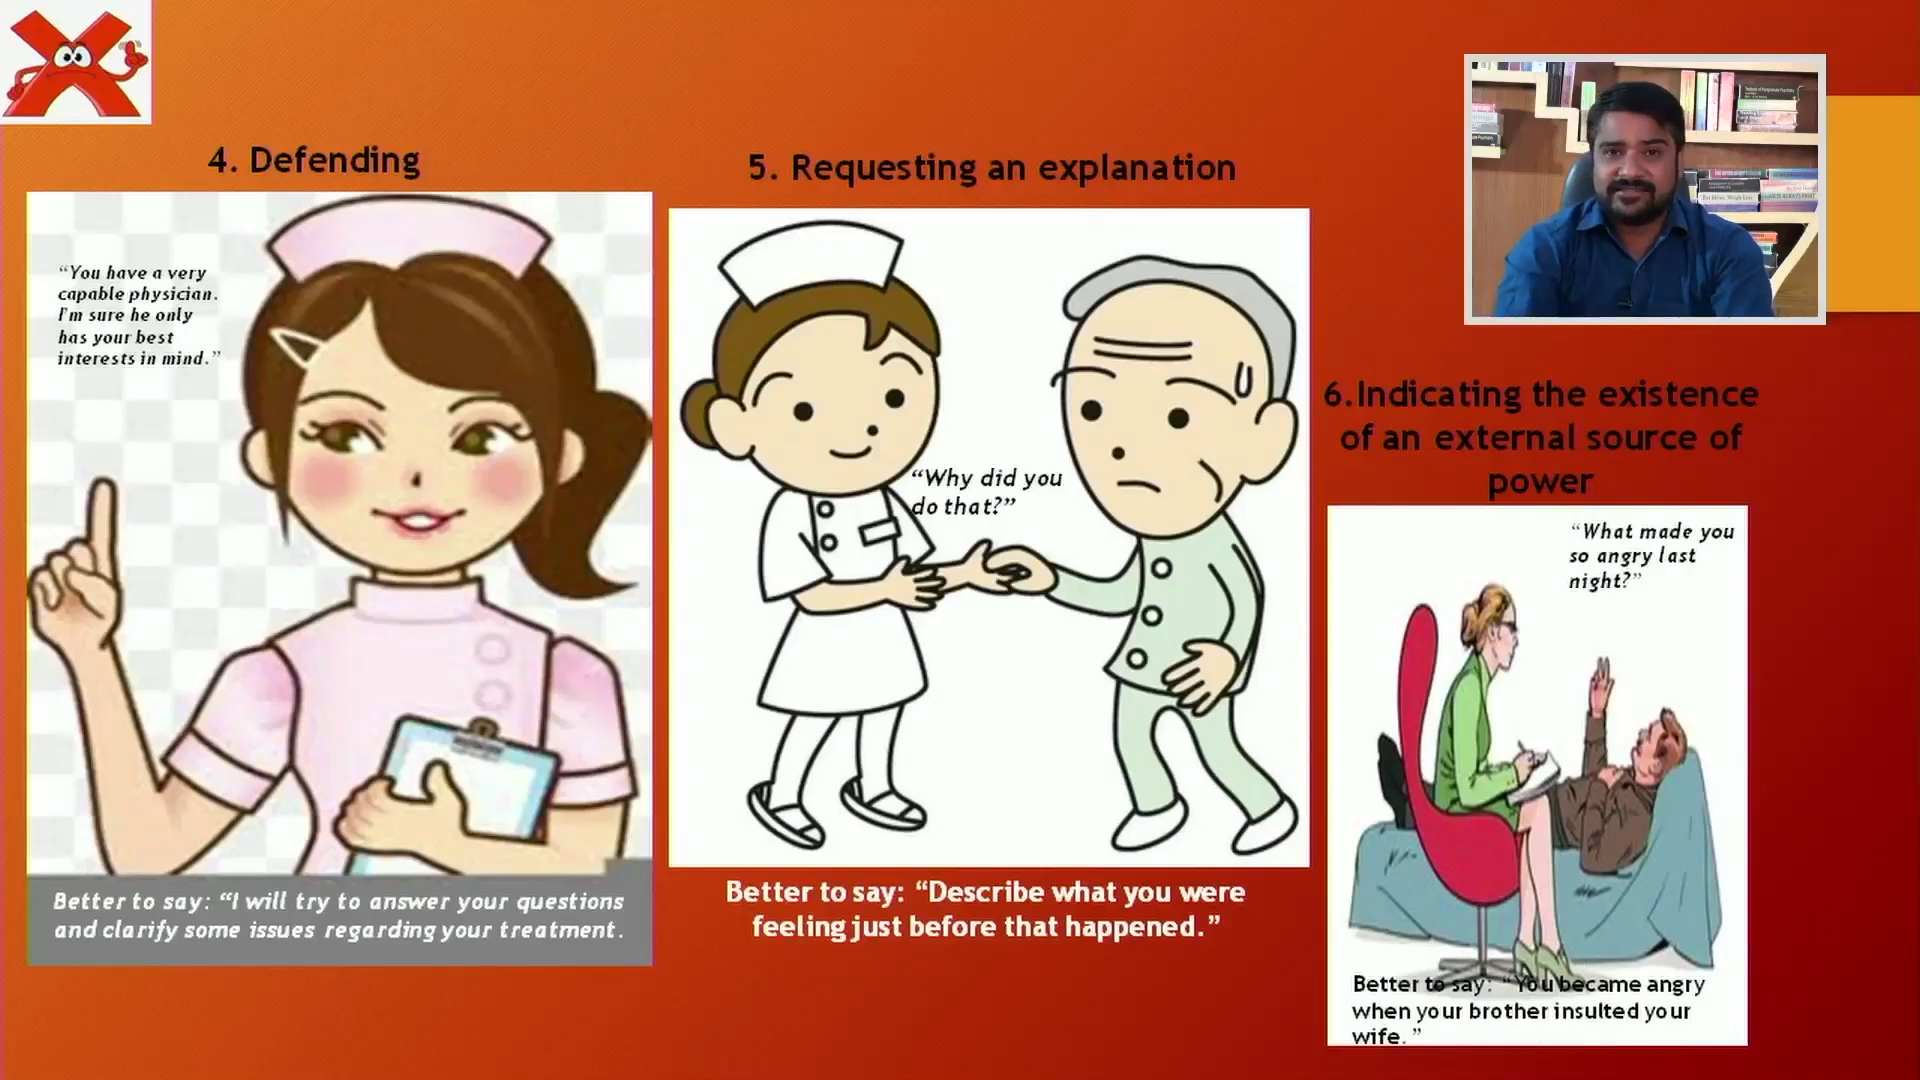 4. Defending
“You have a very
capable physician.
I'm sure he only
has your best
interests in mind.”
Better to say: “I will try to answer your questions
and clarify some issues regarding your treatment.
5. Requesting an explanation
“Why did you
do that?”
Better to say: “Describe what you were
feeling just before that happened.”
6.Indicating the existence
of an external source of
power
“What made you
so angry last
night?”
Better to say: “You became angry
when your brother insulted your
wife.”